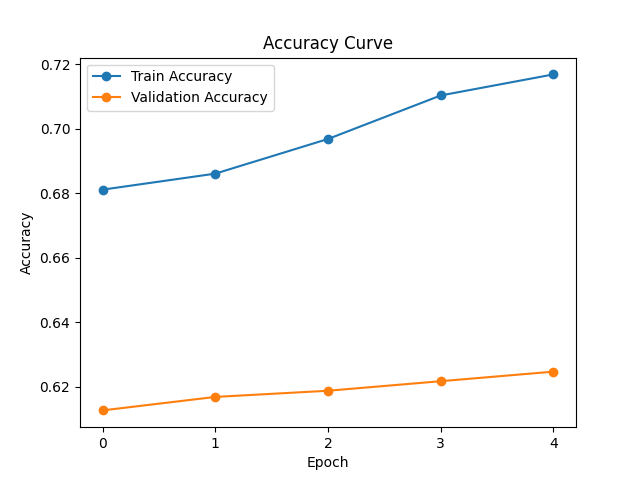 Accuracy Curve
Train Accuracy
Validation Accuracy
0.72
0.70
0.68
0.66
0.64
0.62
Accuracy
0 1 2 3 4
Epoch